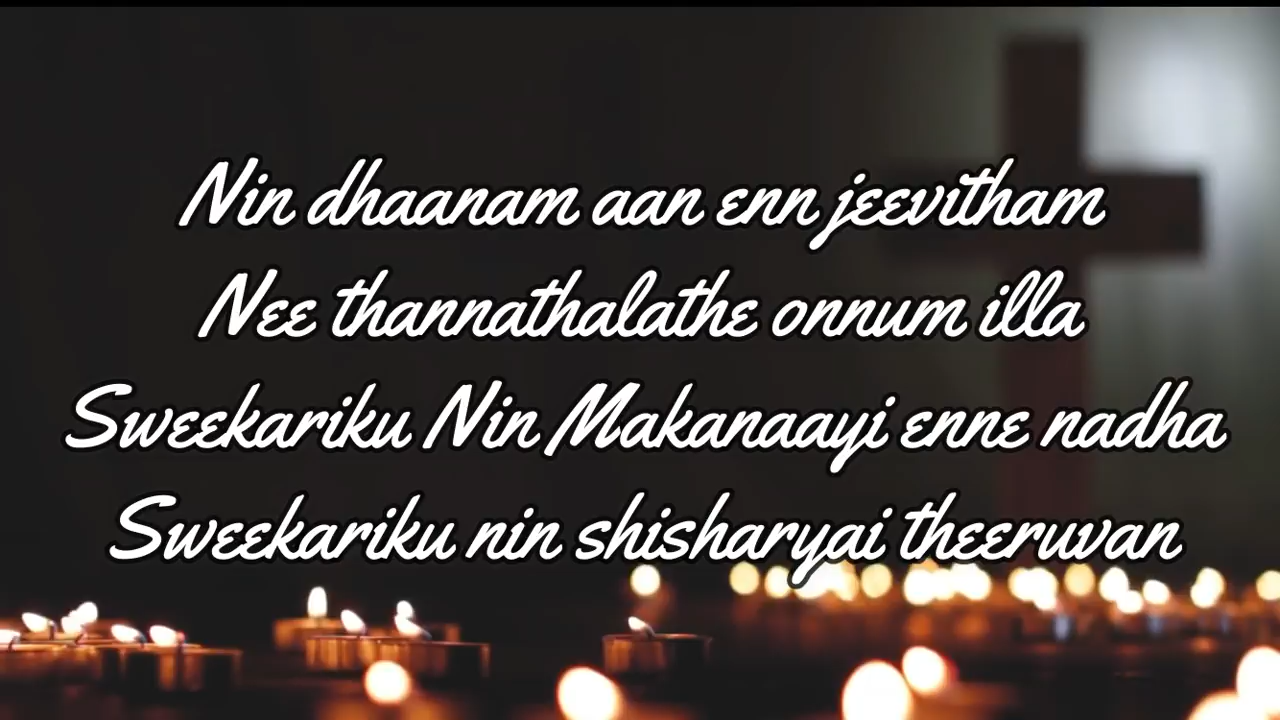 Nin dhaanam aan enn jeevitham
Nee thannathalathe onnum illa
Sweekariku Nin Makanaayi enne nadha
Sweekariku nin shisharyai theeruvan